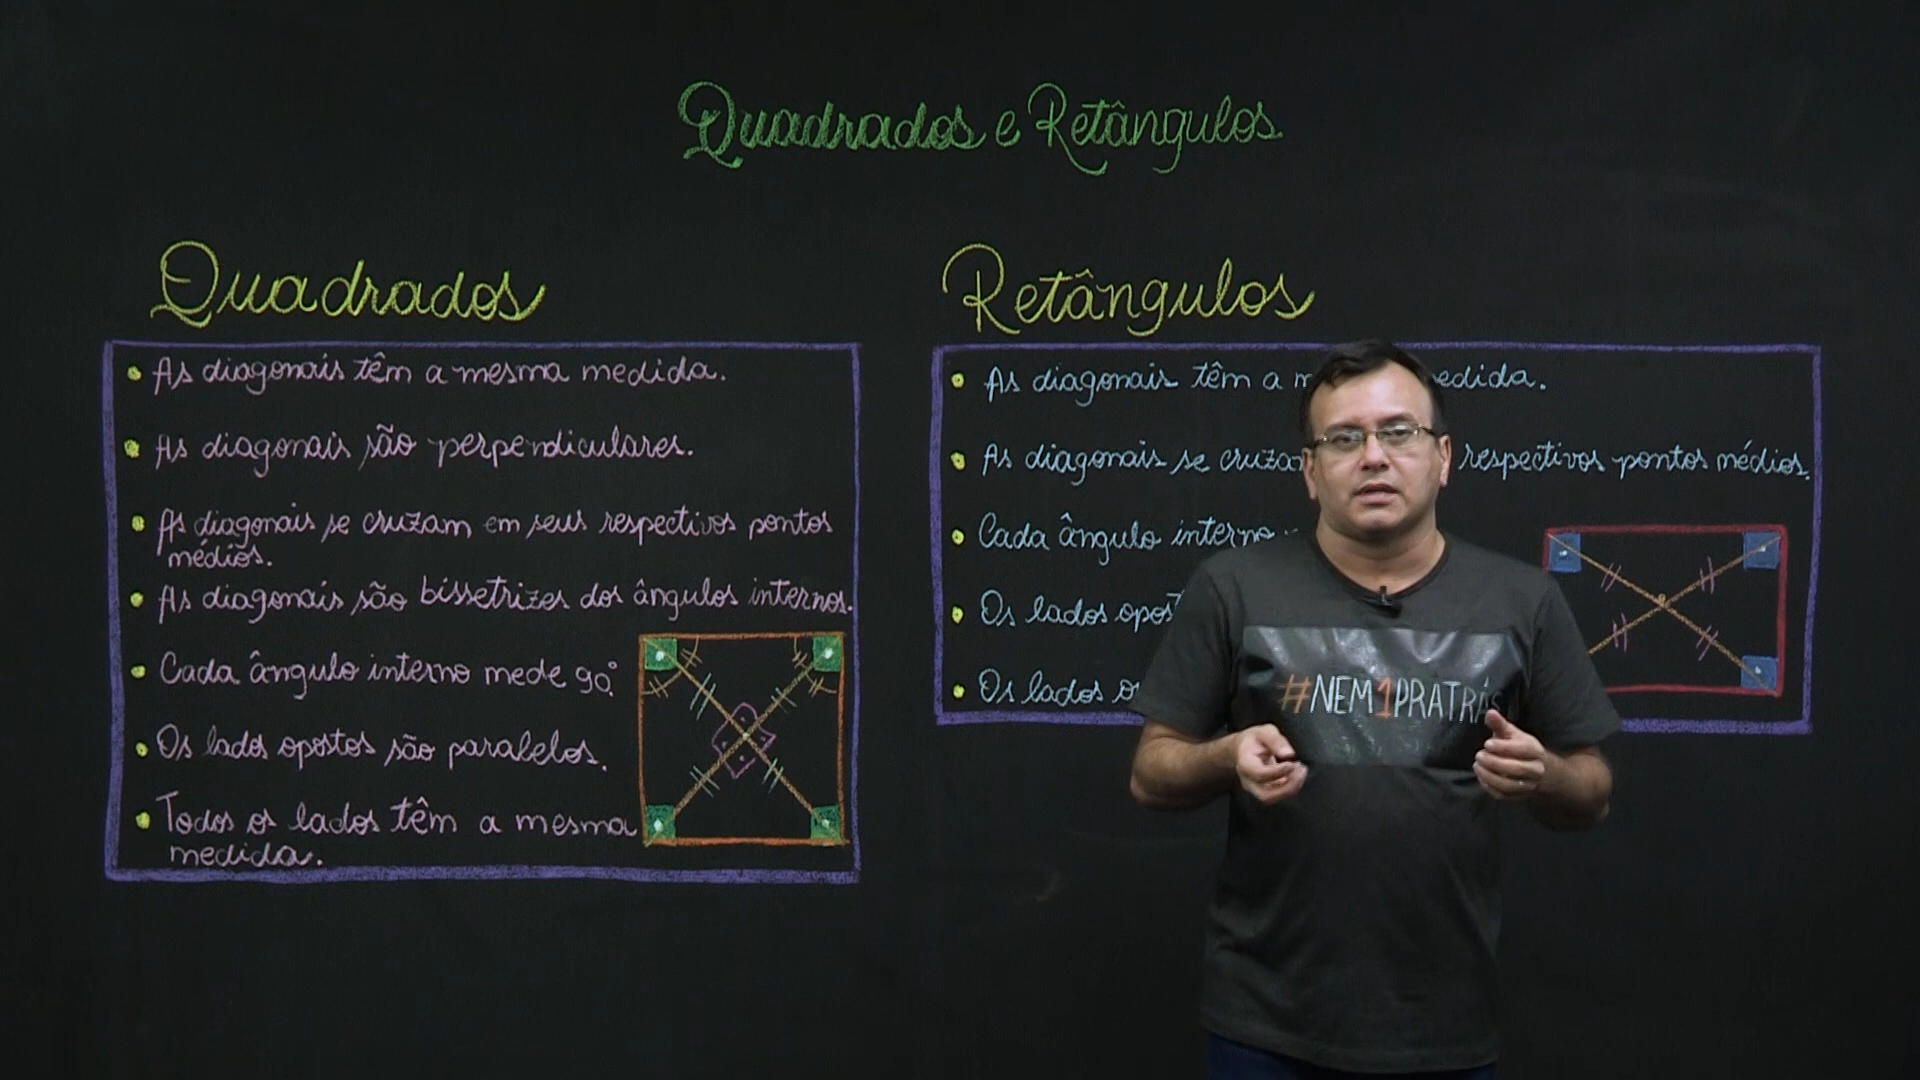 Quadrados e Retângulos
Quadrados
As diagonais têm a mesma medida.
As diagonais são perpendiculares.
As diagonais se cruzam em seus respectivos pontos
médios.
As diagonais são bissetrizes dos ângulos internos.
Cada ângulo interno mede 90°.
Os lados opostos são paralelos.
Todos os lados têm a mesma
medida.
Retângulos
As diagonais têm a medida.
As diagonais se respectivos pontos médios.
Cada ângulo interno
Os lados
Os lados
#NEM1PRATRÁS